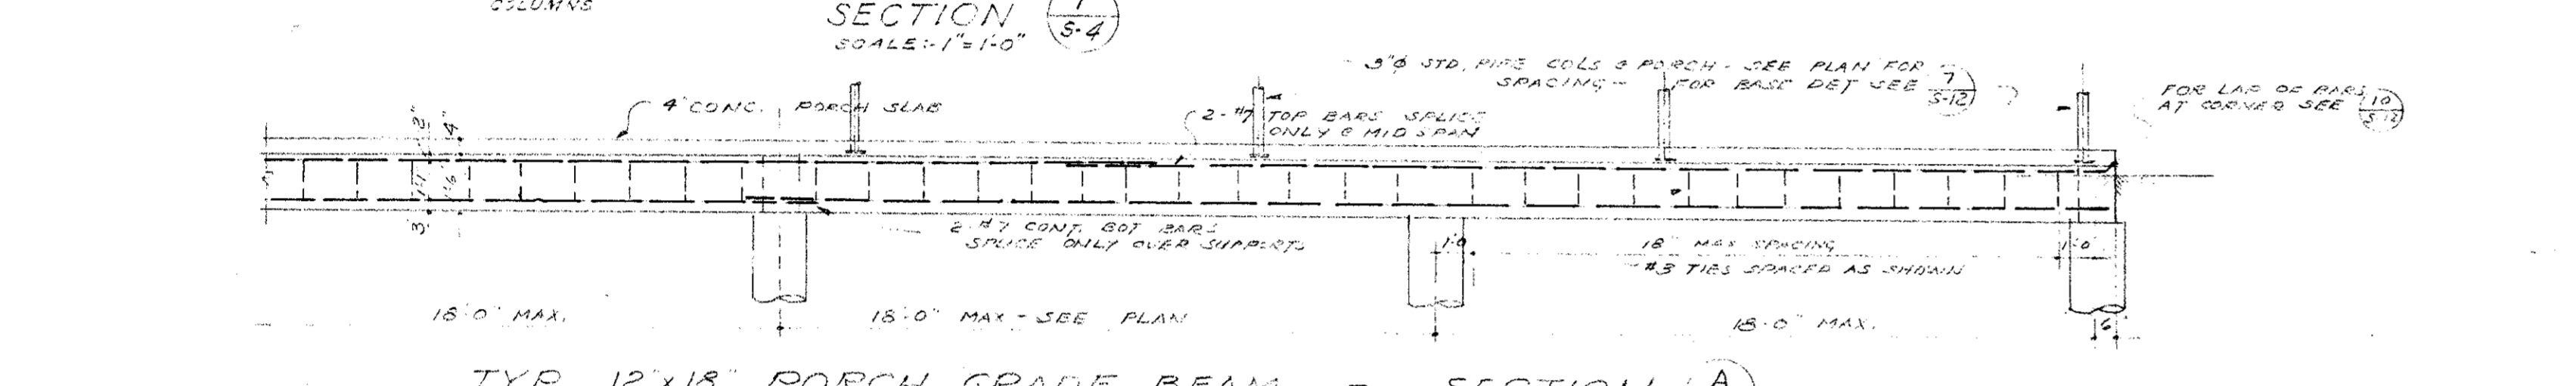 COLUMNS
SECTION
S-4
SCALE:- 1"= 1'-0"
3"φ STD. PIPE COLS @ PORCH - SEE PLAN FOR
SPACING - FOR BASE DET SEE 7
S-12
FOR LAP OF BARS
AT CORNER SEE 10
S-12
4" CONC. PORCH SLAB
2-#7 TOP BARS SPLICE
ONLY @ MID SPAN
2"
4"
3"
2-#7 CONT. BOT BARS
SPLICE ONLY OVER SUPPORTS
1'-0"
18" MAX SPACING
1'-0"
#3 TIES SPACED AS SHOWN
18'-0" MAX.
18'-0" MAX - SEE PLAN
18'-0" MAX.
6"
TYP. 12"x18" PORCH GRADE BEAM - SECTION A